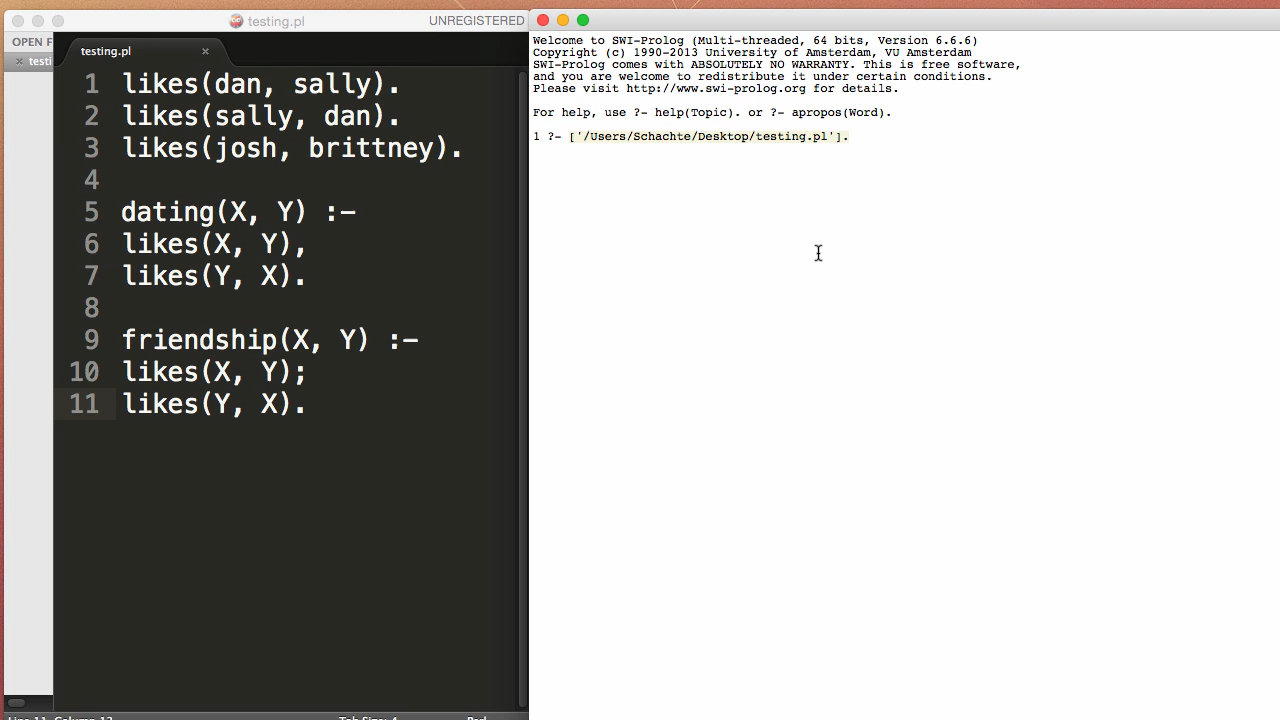 testing.pl
UNREGISTERED
OPEN F
testi
testing.pl
1 likes(dan, sally).
2 likes(sally, dan).
3 likes(josh, brittney).
4
5 dating(X, Y) :-
6 likes(X, Y),
7 likes(Y, X).
8
9 friendship(X, Y) :-
10 likes(X, Y);
11 likes(Y, X).
Welcome to SWI-Prolog (Multi-threaded, 64 bits, Version 6.6.6)
Copyright (c) 1990-2013 University of Amsterdam, VU Amsterdam
SWI-Prolog comes with ABSOLUTELY NO WARRANTY. This is free software,
and you are welcome to redistribute it under certain conditions.
Please visit http://www.swi-prolog.org for details.
For help, use ?- help(Topic). or ?- apropos(Word).
1 ?- ['/Users/Schachte/Desktop/testing.pl'].